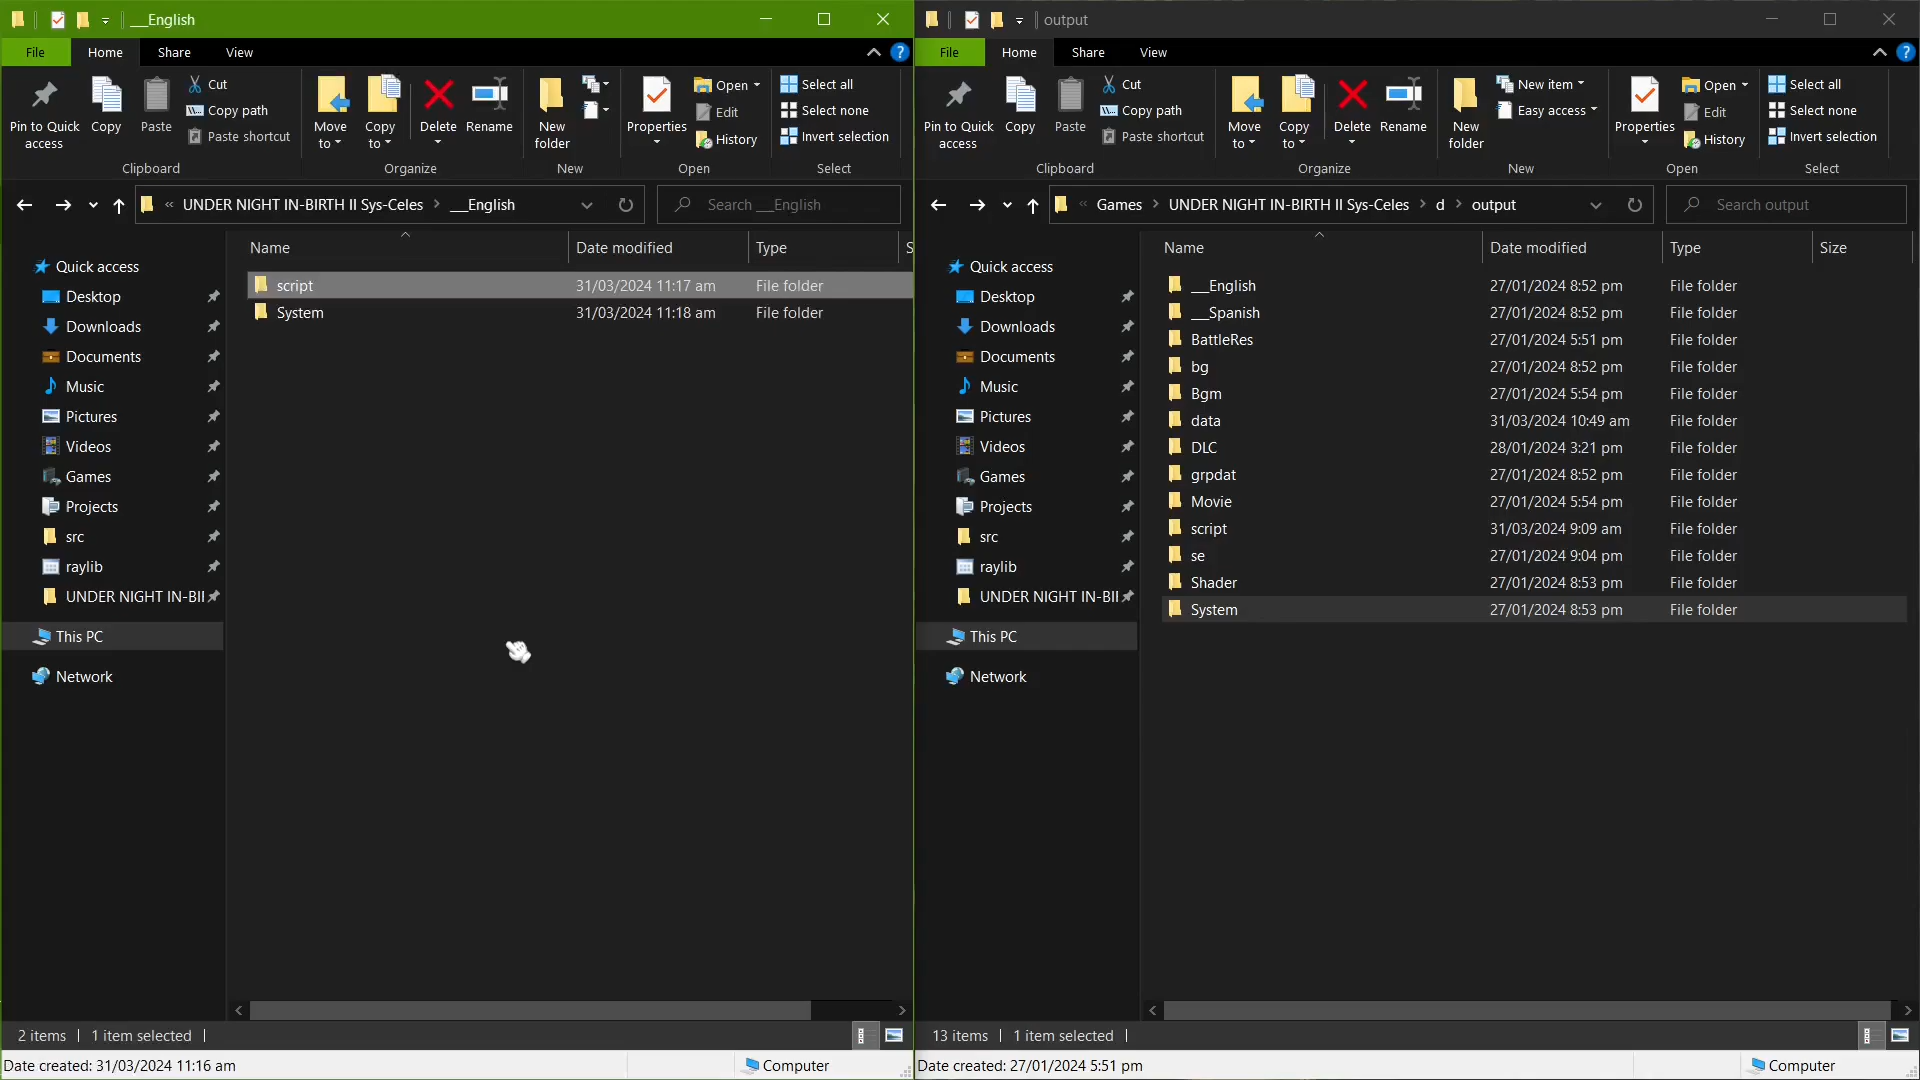 ___English
File
Home
Share
View
?
Pin to Quick access
Copy
Paste
Cut
Copy path
Paste shortcut
Clipboard
Move to
Copy to
Delete
Rename
Organize
New folder
New
Properties
Open
Edit
History
Open
Select all
Select none
Invert selection
Select
« UNDER NIGHT IN-BIRTH II Sys-Celes > ___English
Search ___English
Name
Date modified
Type
S
script 31/03/2024 11:17 am File folder
System 31/03/2024 11:18 am File folder
Quick access
Desktop
Downloads
Documents
Music
Pictures
Videos
Games
Projects
src
raylib
UNDER NIGHT IN-BII
This PC
Network
2 items
1 item selected
Date created: 31/03/2024 11:16 am
Computer
output
File
Home
Share
View
?
Pin to Quick access
Copy
Paste
Cut
Copy path
Paste shortcut
Clipboard
Move to
Copy to
Delete
Rename
Organize
New folder
New item
Easy access
New
Properties
Open
Edit
History
Open
Select all
Select none
Invert selection
Select
« Games > UNDER NIGHT IN-BIRTH II Sys-Celes > d > output
Search output
Name
Date modified
Type
Size
___English 27/01/2024 8:52 pm File folder
___Spanish 27/01/2024 8:52 pm File folder
BattleRes 27/01/2024 5:51 pm File folder
bg 27/01/2024 8:52 pm File folder
Bgm 27/01/2024 5:54 pm File folder
data 31/03/2024 10:49 am File folder
DLC 28/01/2024 3:21 pm File folder
grpdat 27/01/2024 8:52 pm File folder
Movie 27/01/2024 5:54 pm File folder
script 31/03/2024 9:09 am File folder
se 27/01/2024 9:04 pm File folder
Shader 27/01/2024 8:53 pm File folder
System 27/01/2024 8:53 pm File folder
Quick access
Desktop
Downloads
Documents
Music
Pictures
Videos
Games
Projects
src
raylib
UNDER NIGHT IN-BII
This PC
Network
13 items
1 item selected
Date created: 27/01/2024 5:51 pm
Computer